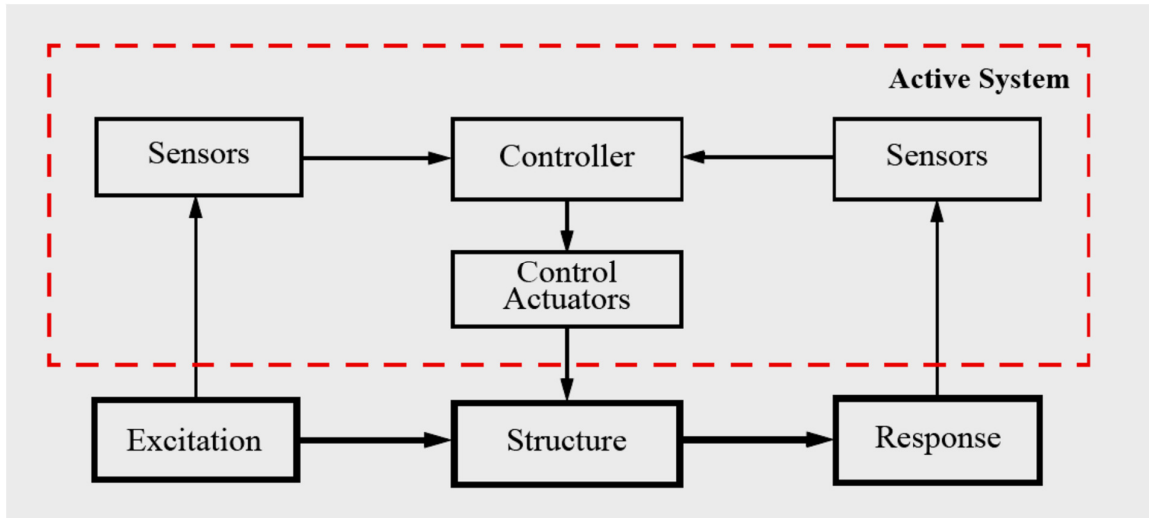 Active System
Sensors
Controller
Sensors
Control
Actuators
Excitation
Structure
Response